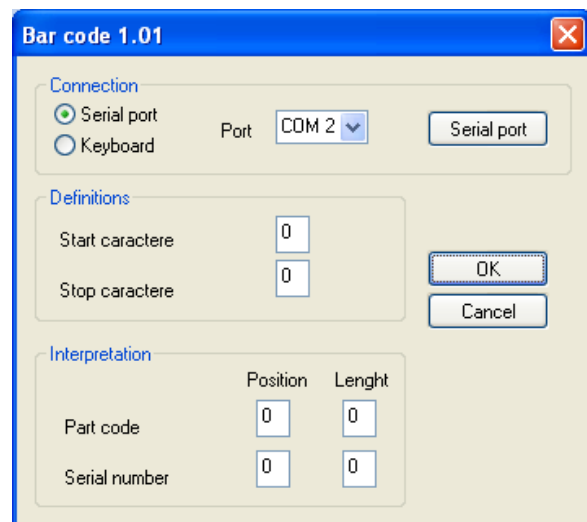 Bar code 1.01
Connection
Serial port
Keyboard
Port
COM 2
Serial port
Definitions
Start caractere
0
Stop caractere
0
OK
Cancel
Interpretation
Position Lenght
Part code 0 0
Serial number 0 0